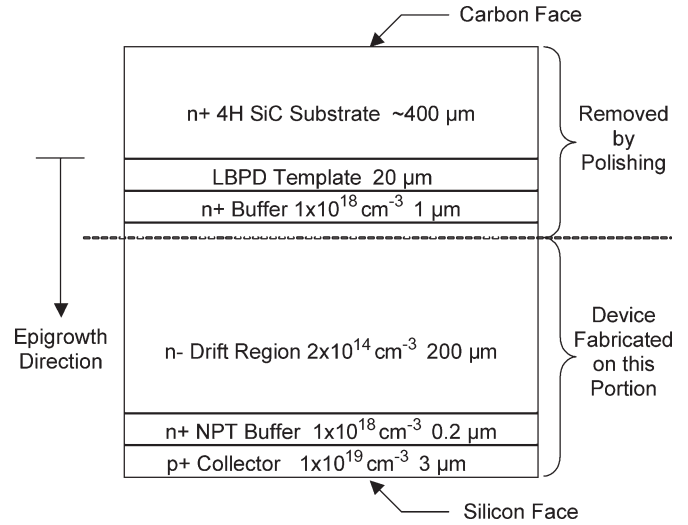 Carbon Face
n+ 4H SiC Substrate ~400 µm
Removed
by
Polishing
LBPD Template 20 µm
n+ Buffer 1x10^18 cm^-3 1 µm
Epigrowth
Direction
n- Drift Region 2x10^14 cm^-3 200 µm
Device
Fabricated
on this
Portion
n+ NPT Buffer 1x10^18 cm^-3 0.2 µm
p+ Collector 1x10^19 cm^-3 3 µm
Silicon Face